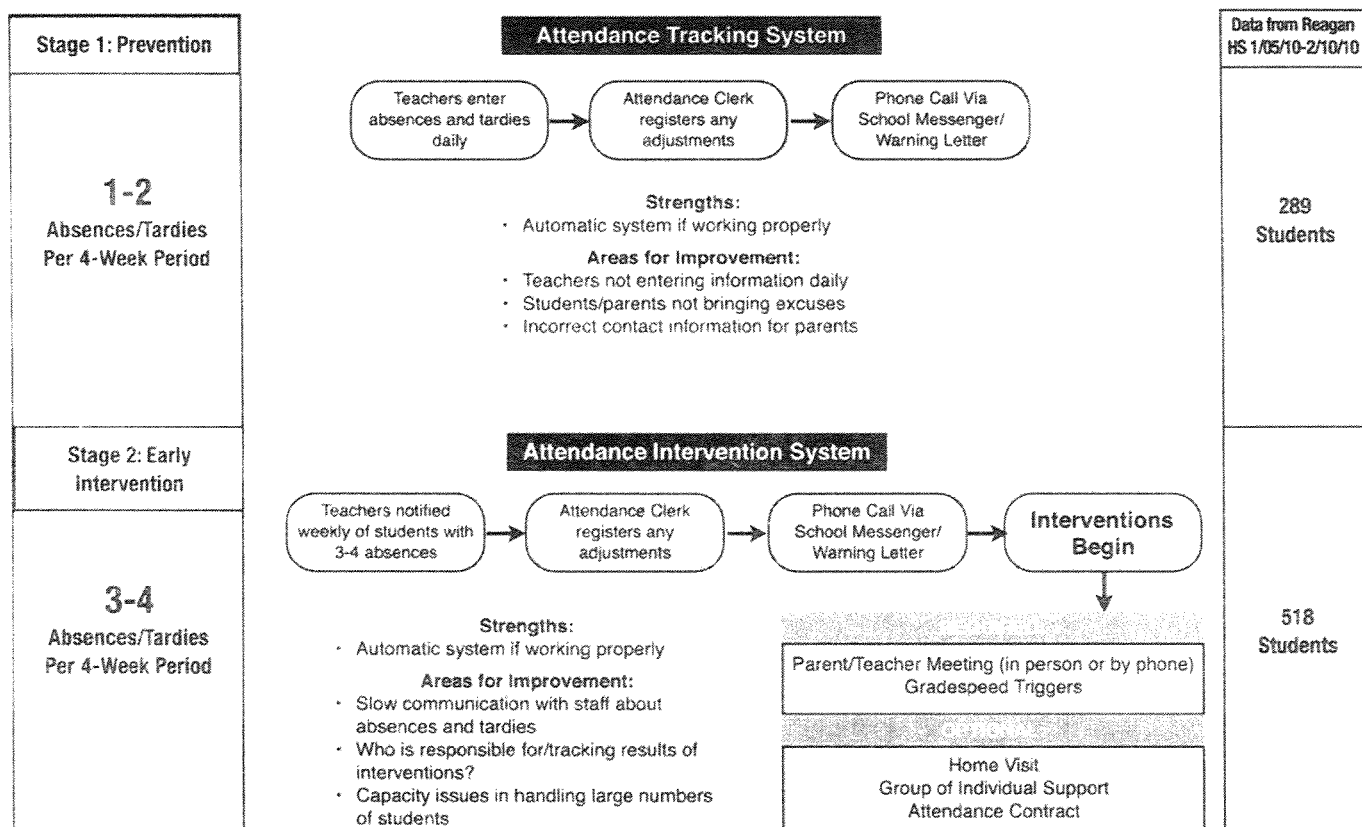 Stage 1: Prevention
1-2
Absences/Tardies
Per 4-Week Period
Attendance Tracking System
Teachers enter
absences and tardies
daily
Attendance Clerk
registers any
adjustments
Phone Call Via
School Messenger/
Warning Letter
Strengths:
· Automatic system if working properly
Areas for Improvement:
· Teachers not entering information daily
· Students/parents not bringing excuses
· Incorrect contact information for parents
Data from Reagan
HS 1/05/10-2/10/10
289
Students
Stage 2: Early
Intervention
3-4
Absences/Tardies
Per 4-Week Period
Attendance Intervention System
Teachers notified
weekly of students with
3-4 absences
Attendance Clerk
registers any
adjustments
Phone Call Via
School Messenger/
Warning Letter
Interventions
Begin
Strengths:
· Automatic system if working properly
Areas for Improvement:
· Slow communication with staff about
absences and tardies
· Who is responsible for/tracking results of
interventions?
· Capacity issues in handling large numbers
of students
Parent/Teacher Meeting (in person or by phone)
Gradespeed Triggers
OPTIONAL
Home Visit
Group of Individual Support
Attendance Contract
518
Students